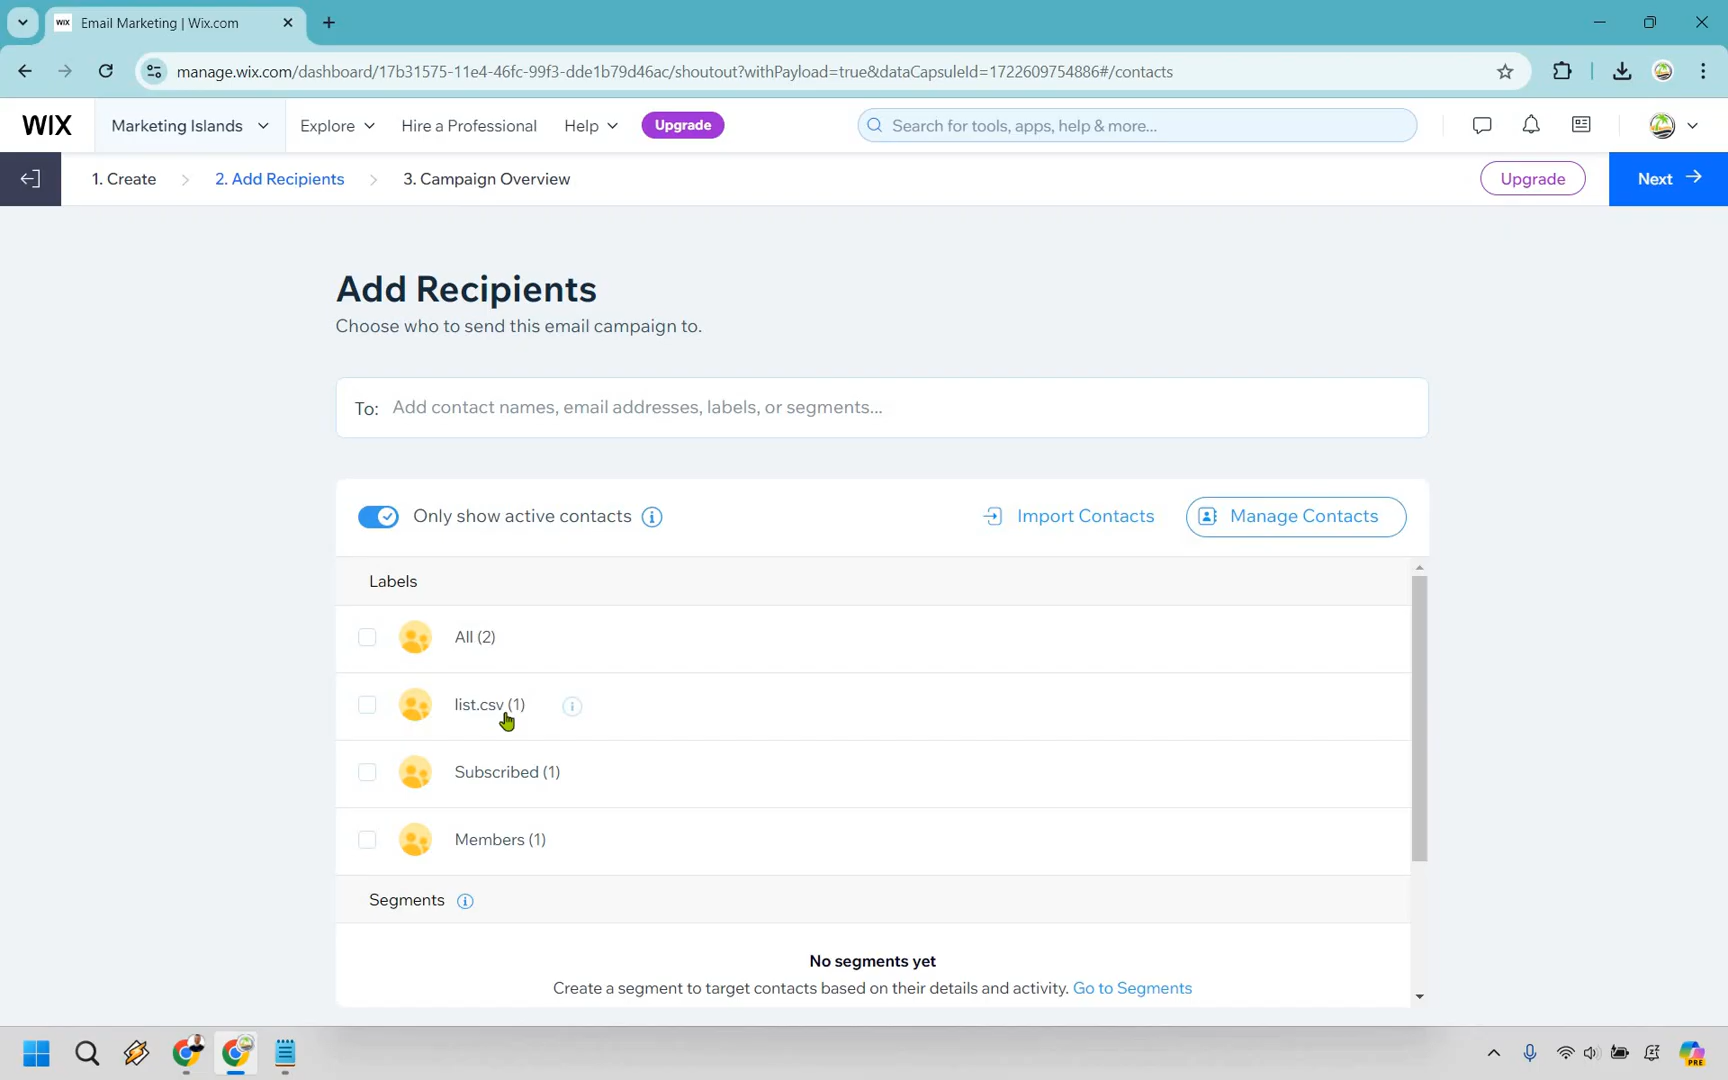 WIX Email Marketing | Wix.com
manage.wix.com/dashboard/17b31575-11e4-46fc-99f3-dde1b79d46ac/shoutout?withPayload=true&dataCapsuleId=1722609754886#/contacts
WIX Marketing Islands Explore Hire a Professional Help Upgrade Search for tools, apps, help & more...
1. Create 2. Add Recipients 3. Campaign Overview Upgrade Next
Add Recipients
Choose who to send this email campaign to.
To: Add contact names, email addresses, labels, or segments...
Only show active contacts Import Contacts Manage Contacts
Labels
All (2)
list.csv (1)
Subscribed (1)
Members (1)
Segments
No segments yet
Create a segment to target contacts based on their details and activity. Go to Segments
PRE